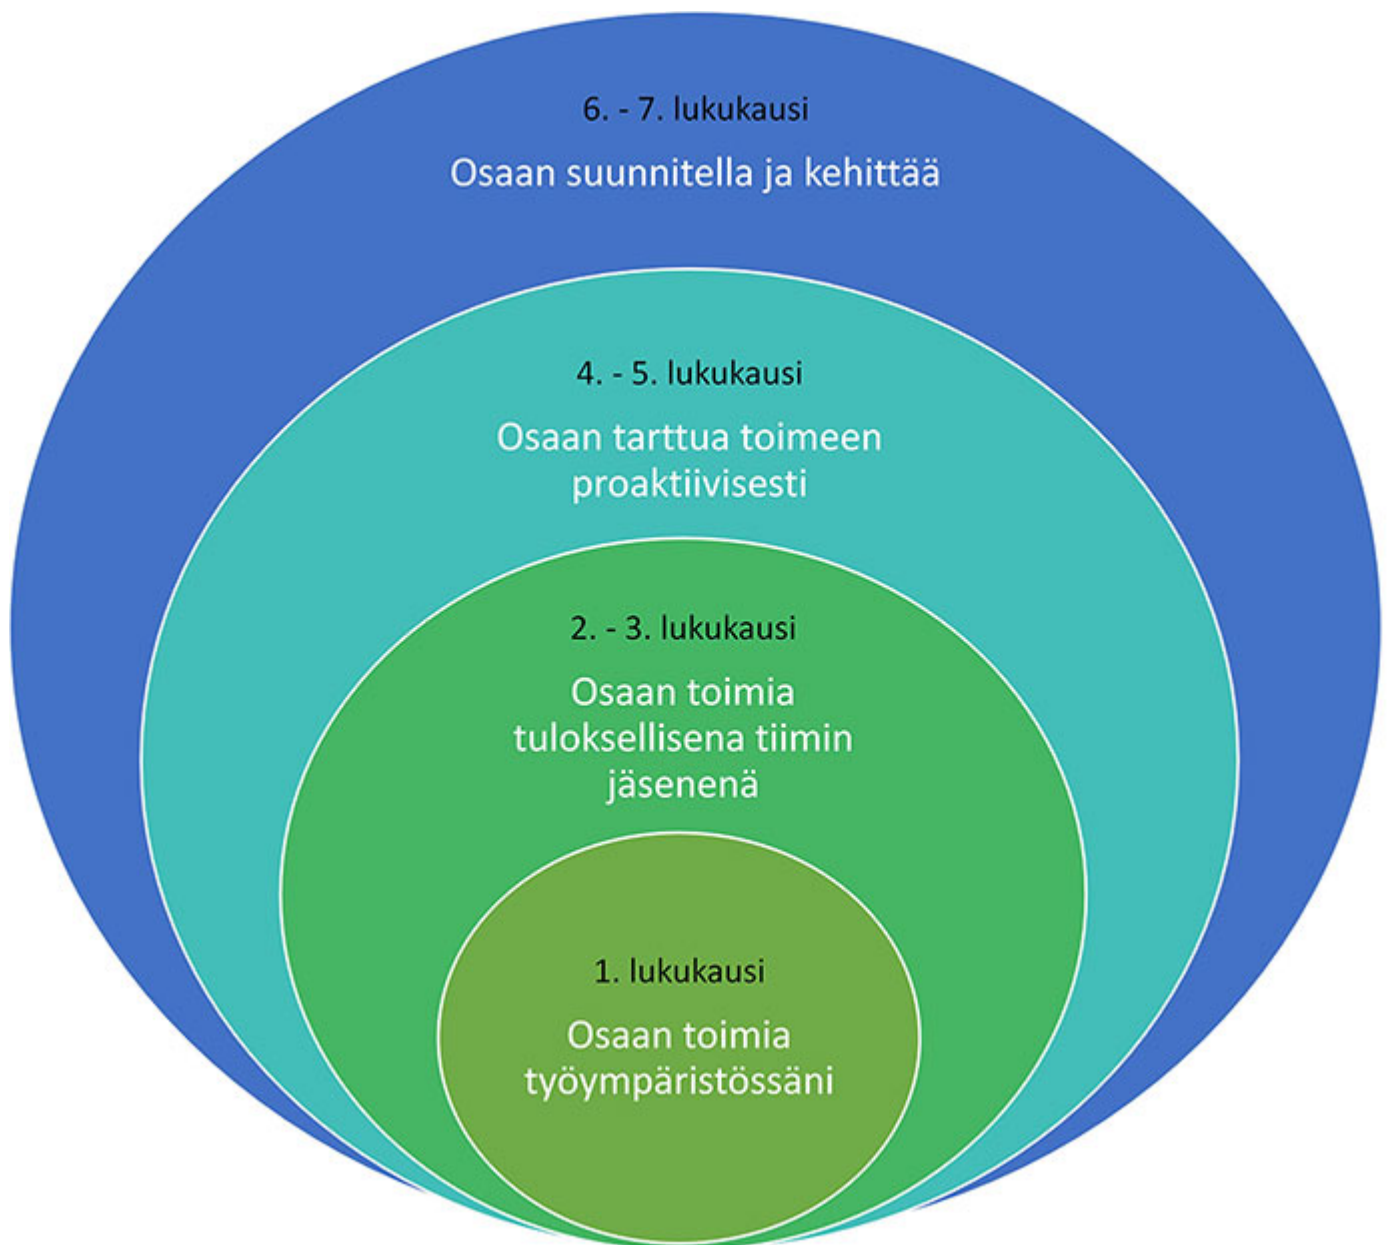 6. - 7. lukukausi
Osaan suunnitella ja kehittää
4. - 5. lukukausi
Osaan tarttua toimeen
proaktiivisesti
2. - 3. lukukausi
Osaan toimia
tuloksellisena tiimin
jäsenenä
1. lukukausi
Osaan toimia
työympäristössäni